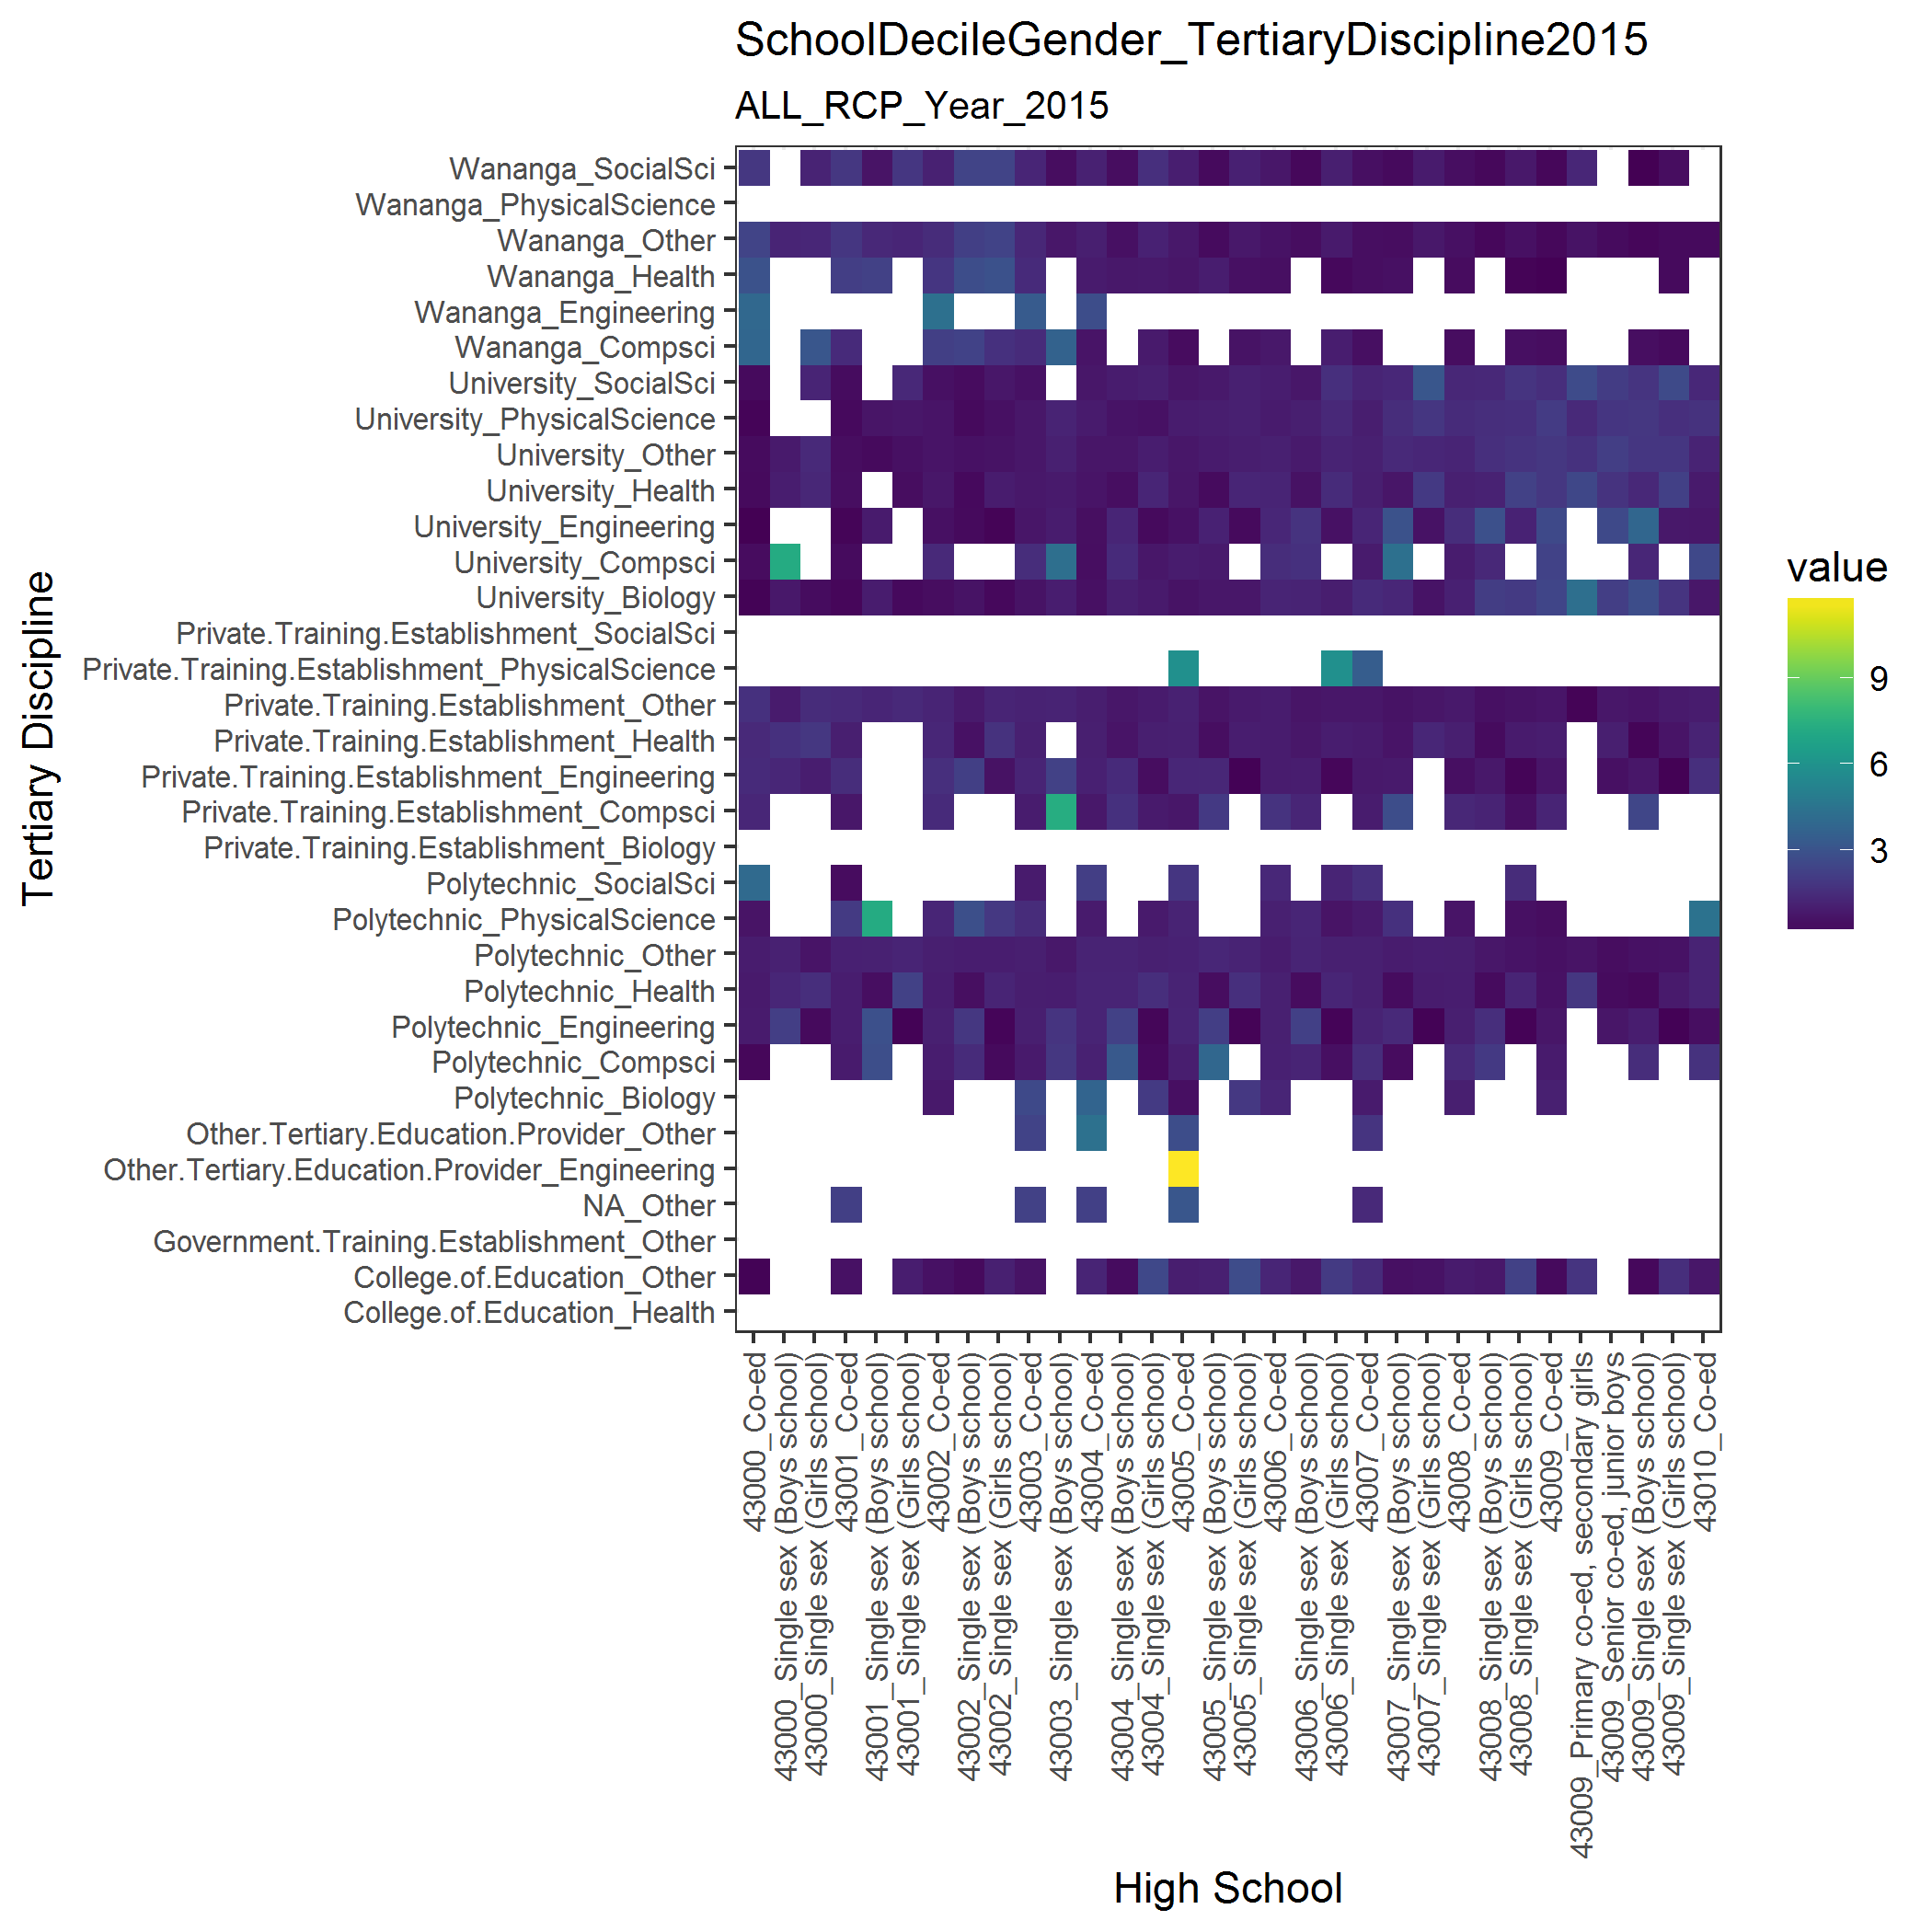 SchoolDecileGender_TertiaryDiscipline2015
ALL_RCP_Year_2015
Wananga_SocialSci
Wananga_PhysicalScience
Wananga_Other
Wananga_Health
Wananga_Engineering
Wananga_Compsci
University_SocialSci
University_PhysicalScience
University_Other
University_Health
University_Engineering
University_Compsci
University_Biology
Private.Training.Establishment_SocialSci
Private.Training.Establishment_PhysicalScience
Private.Training.Establishment_Other
Private.Training.Establishment_Health
Private.Training.Establishment_Engineering
Private.Training.Establishment_Compsci
Private.Training.Establishment_Biology
Polytechnic_SocialSci
Polytechnic_PhysicalScience
Polytechnic_Other
Polytechnic_Health
Polytechnic_Engineering
Polytechnic_Compsci
Polytechnic_Biology
Other.Tertiary.Education.Provider_Other
Other.Tertiary.Education.Provider_Engineering
NA_Other
Government.Training.Establishment_Other
College.of.Education_Other
College.of.Education_Health
Tertiary Discipline
43000_Co-ed
43000_Single sex (Boys school)
43000_Single sex (Girls school)
43001_Co-ed
43001_Single sex (Boys school)
43001_Single sex (Girls school)
43002_Co-ed
43002_Single sex (Boys school)
43002_Single sex (Girls school)
43003_Co-ed
43003_Single sex (Boys school)
43004_Co-ed
43004_Single sex (Boys school)
43004_Single sex (Girls school)
43005_Co-ed
43005_Single sex (Boys school)
43005_Single sex (Girls school)
43006_Co-ed
43006_Single sex (Boys school)
43006_Single sex (Girls school)
43007_Co-ed
43007_Single sex (Boys school)
43007_Single sex (Girls school)
43008_Co-ed
43008_Single sex (Boys school)
43008_Single sex (Girls school)
43009_Co-ed
43009_Primary co-ed, secondary girls
43009_Senior co-ed, junior boys
43009_Single sex (Boys school)
43009_Single sex (Girls school)
43010_Co-ed
High School
value
9
6
3